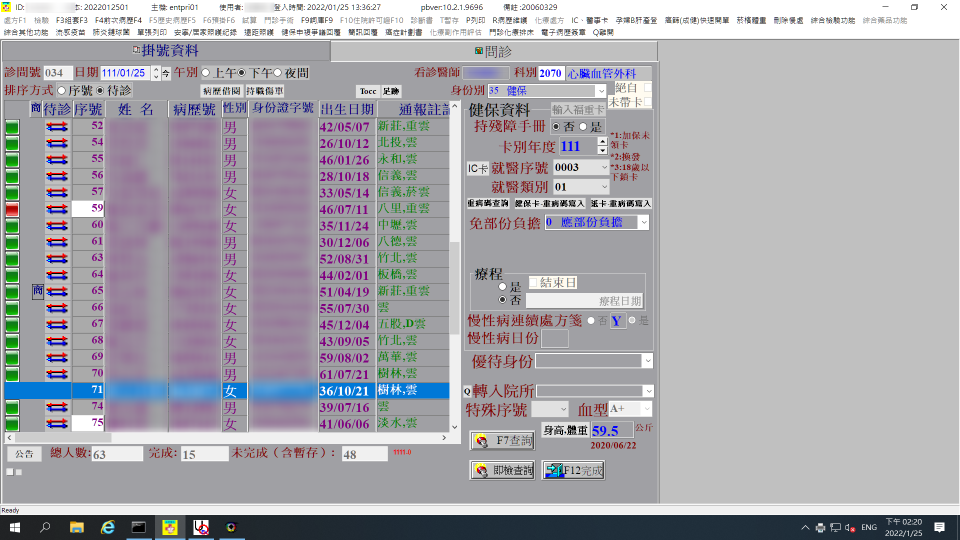 ID: ID:2022012501 主檔: entpri01 使用者: 登入時間: 2022/01/25 13:36:27 pbver:10.2.1.9696 備註:20060329
處方F1 檢驗 F3組套F3 F4前次病歷F4 F5歷史病歷F5 F6預掛F6 試算 門診手術 F9詞庫F9 F10住院許可證F10 診斷書 T暫存 P列印 R病歷維護 化療處方 IC、醫事卡 孕婦B肝產登 癌篩(戒健)快速開單 菸檳體重 刪除優處 綜合檢驗功能 綜合藥品功能
綜合其他功能 流感疫苗 肺炎鏈球菌 單張列印 安寧/居家照護紀錄 遠距照護 健保申複爭議回覆 簡訊回覆 癌症計劃書 化療副作用評估 門診化療排床 電子病歷簽章 Q離開
掛號資料 問診
診間號 034 日期 111/01/25 今 午別 上午 下午 夜間 看診醫師 科別 2070 心臟血管外科
排序方式 序號 待診 病歷借閱 持職傷單 Tocc 足跡 身份別 35 健保 絕自
未帶卡
商 待診 序號 姓 名 病歷號 性別 身份證字號 出生日期 通報註記
52 男 42/05/07 新莊,重雲
54 男 26/10/12 北投,雲
55 男 46/01/26 永和,雲
56 男 28/10/18 信義,雲
57 女 33/05/14 信義,菸雲
59 女 46/07/11 八里,重雲
60 女 35/11/24 中壢,雲
61 男 30/12/06 八德,雲
63 男 52/08/31 竹北,雲
64 女 44/02/01 板橋,雲
商 65 女 51/04/19 新莊,重雲
66 女 55/07/30 雲
67 女 45/12/04 五股,D雲
68 女 43/09/05 竹北,雲
69 男 59/08/02 萬華,雲
70 男 61/07/21 樹林,雲
71 女 36/10/21 樹林,雲
74 男 39/07/16 雲
75 女 41/06/06 淡水,雲
公告 總人數: 63 完成: 15 未完成（含暫存）: 48 1111-0
健保資料 輸入福重卡
持殘障手冊 否 是
卡別年度 111
IC卡 就醫序號 0003
就醫類別 01
*1:加保未領卡
*2:換發
*3:18歲以下鎖卡
重病碼查詢 健保卡-重病碼寫入 紙卡-重病碼寫入
免部份負擔 0 應部份負擔
療程
是 結束日
否 療程日期
慢性病連續處方箋 否 Y 是
慢性病日份
優待身份
Q 轉入院所
特殊序號 血型 A+
F7查詢 身高.體重 59.5 公斤
2020/06/22
即檢查詢 F12完成
Ready
ENG 下午 02:20
2022/1/25